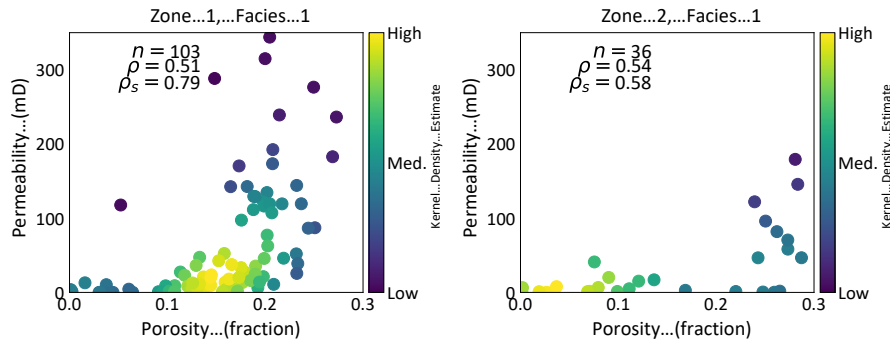 Zone...1,...Facies...1
n = 103
ρ = 0.51
ρs = 0.79
Permeability...(mD)
300
200
100
0
0.0 0.1 0.2 0.3
Porosity...(fraction)
High
Med.
Low
Kernel...Density...Estimate
Zone...2,...Facies...1
n = 36
ρ = 0.54
ρs = 0.58
Permeability...(mD)
300
200
100
0
0.0 0.1 0.2 0.3
Porosity...(fraction)
High
Med.
Low
Kernel...Density...Estimate